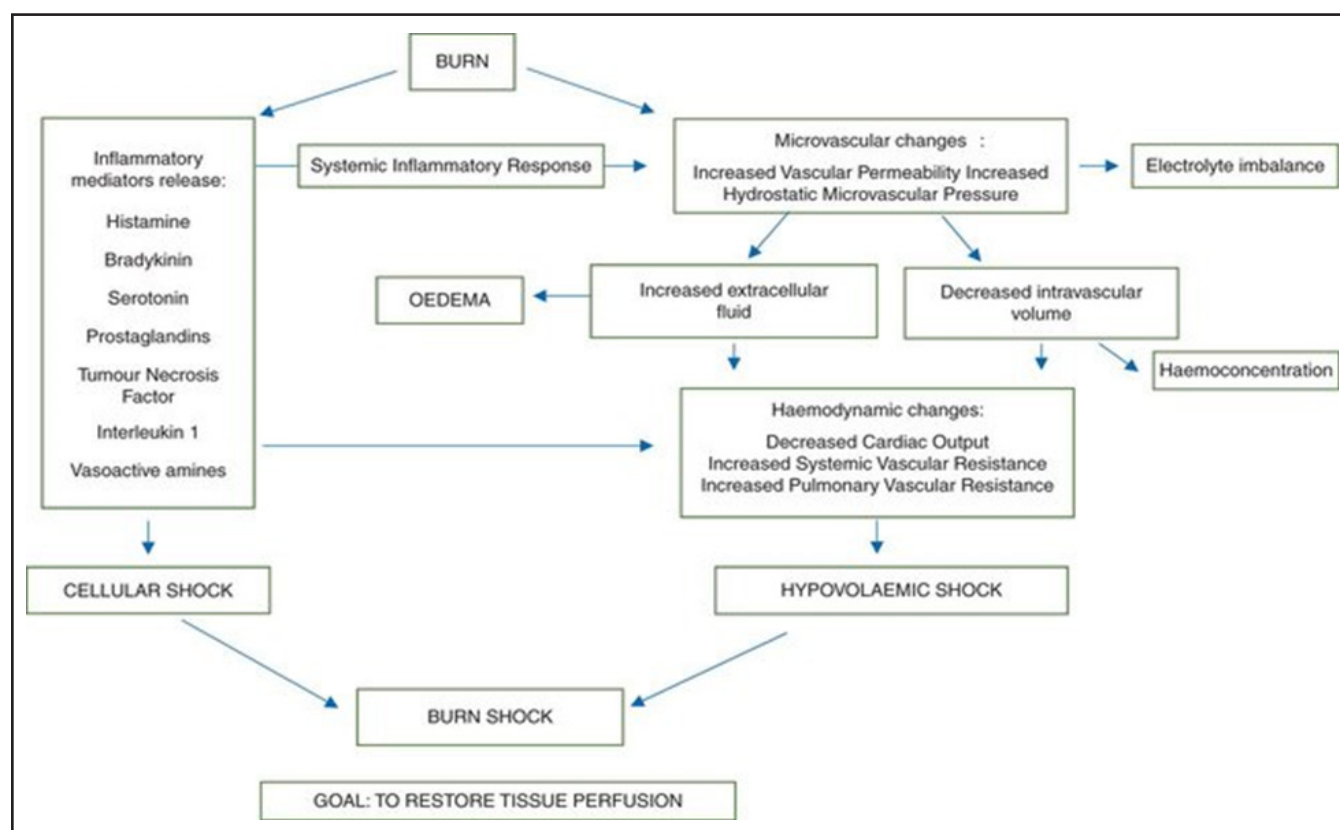 BURN
Inflammatory
mediators release:
Histamine
Bradykinin
Serotonin
Prostaglandins
Tumour Necrosis
Factor
Interleukin 1
Vasoactive amines
Systemic Inflammatory Response
Microvascular changes :
Increased Vascular Permeability Increased
Hydrostatic Microvascular Pressure
Electrolyte imbalance
OEDEMA
Increased extracellular
fluid
Decreased intravascular
volume
Haemoconcentration
Haemodynamic changes:
Decreased Cardiac Output
Increased Systemic Vascular Resistance
Increased Pulmonary Vascular Resistance
CELLULAR SHOCK
HYPOVOLAEMIC SHOCK
BURN SHOCK
GOAL: TO RESTORE TISSUE PERFUSION